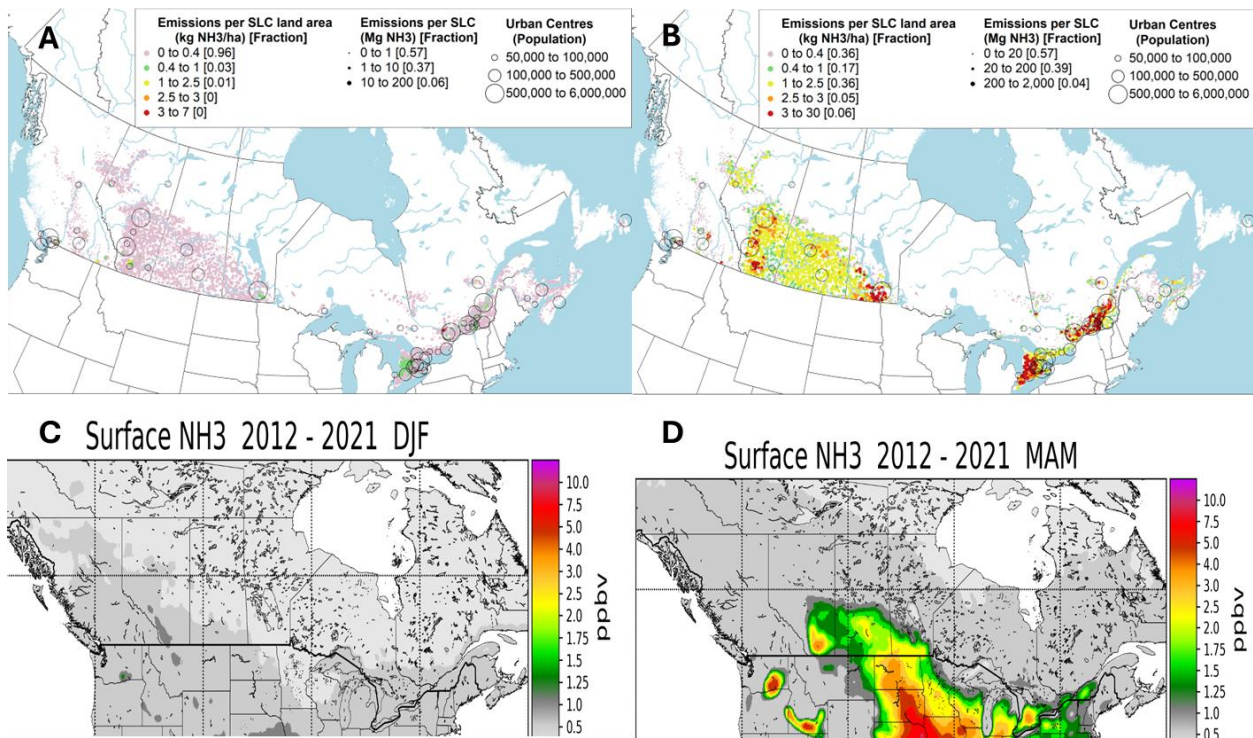 A
Emissions per SLC land area
(kg NH3/ha) [Fraction]
0 to 0.4 [0.96]
0.4 to 1 [0.03]
1 to 2.5 [0.01]
2.5 to 3 [0]
3 to 7 [0]
Emissions per SLC
(Mg NH3) [Fraction]
0 to 1 [0.57]
1 to 10 [0.37]
10 to 200 [0.06]
Urban Centres
(Population)
50,000 to 100,000
100,000 to 500,000
500,000 to 6,000,000
B
Emissions per SLC land area
(kg NH3/ha) [Fraction]
0 to 0.4 [0.36]
0.4 to 1 [0.17]
1 to 2.5 [0.36]
2.5 to 3 [0.05]
3 to 30 [0.06]
Emissions per SLC
(Mg NH3) [Fraction]
0 to 20 [0.57]
20 to 200 [0.39]
200 to 2,000 [0.04]
Urban Centres
(Population)
50,000 to 100,000
100,000 to 500,000
500,000 to 6,000,000
C
Surface NH3 2012 - 2021 DJF
10.0
7.5
5.0
4.0
3.0
2.5
2.0
1.75
1.5
1.25
1.0
0.5
ppbv
D
Surface NH3 2012 - 2021 MAM
10.0
7.5
5.0
4.0
3.0
2.5
2.0
1.75
1.5
1.25
1.0
0.5
ppbv